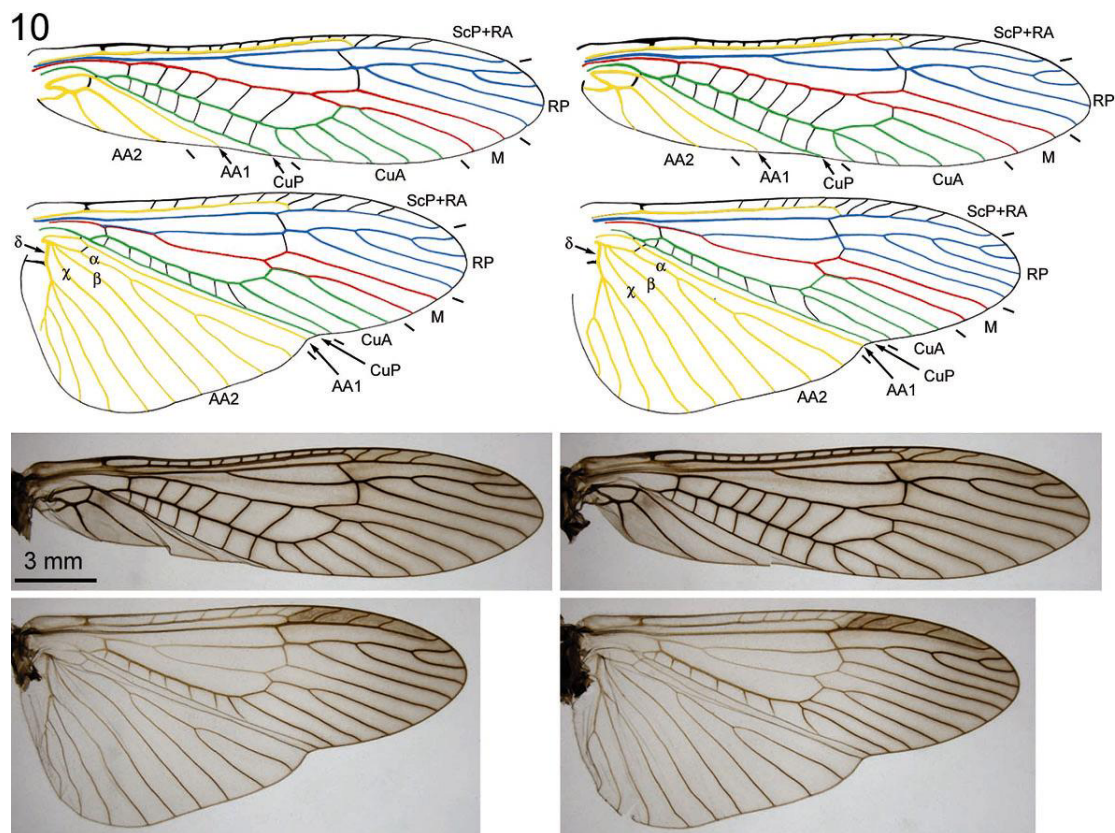 10
ScP+RA
RP
M
CuA
CuP
AA1
AA2
ScP+RA
RP
M
CuA
CuP
AA1
AA2
δ
α
χ
β
ScP+RA
RP
M
CuA
CuP
AA1
AA2
δ
α
χ
β
ScP+RA
RP
M
CuA
CuP
AA1
AA2
3 mm